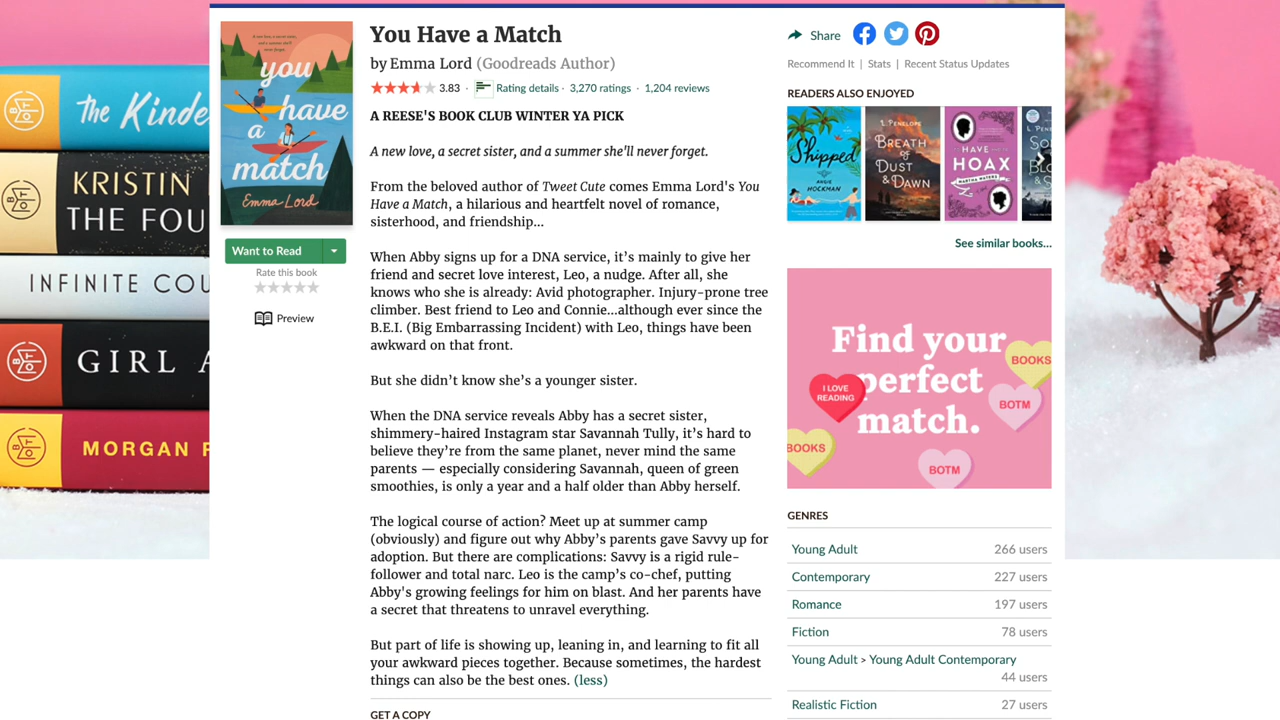 the Kinde
KRISTIN
THE FOU
INFINITE COU
GIRL A
MORGAN
A new love, a secret sister,
and a summer she'll
never forget.
you
have
a
match
Emma Lord
Want to Read
Rate this book
Preview
You Have a Match
by Emma Lord (Goodreads Author)
3.83 · Rating details · 3,270 ratings · 1,204 reviews
A REESE'S BOOK CLUB WINTER YA PICK
A new love, a secret sister, and a summer she'll never forget.
From the beloved author of Tweet Cute comes Emma Lord's You
Have a Match, a hilarious and heartfelt novel of romance,
sisterhood, and friendship...
When Abby signs up for a DNA service, it’s mainly to give her
friend and secret love interest, Leo, a nudge. After all, she
knows who she is already: Avid photographer. Injury-prone tree
climber. Best friend to Leo and Connie...although ever since the
B.E.I. (Big Embarrassing Incident) with Leo, things have been
awkward on that front.
But she didn’t know she’s a younger sister.
When the DNA service reveals Abby has a secret sister,
shimmery-haired Instagram star Savannah Tully, it’s hard to
believe they’re from the same planet, never mind the same
parents — especially considering Savannah, queen of green
smoothies, is only a year and a half older than Abby herself.
The logical course of action? Meet up at summer camp
(obviously) and figure out why Abby’s parents gave Savvy up for
adoption. But there are complications: Savvy is a rigid rule-
follower and total narc. Leo is the camp’s co-chef, putting
Abby's growing feelings for him on blast. And her parents have
a secret that threatens to unravel everything.
But part of life is showing up, leaning in, and learning to fit all
your awkward pieces together. Because sometimes, the hardest
things can also be the best ones. (less)
GET A COPY
Share
Recommend It | Stats | Recent Status Updates
READERS ALSO ENJOYED
Shipped
ANGIE
HOCKMAN
L. PENELOPE
BREATH
OF
DUST
& DAWN
HOAX
MARTHA WATERS
L. PENE
See similar books…
Find your
perfect
match.
I LOVE
READING
BOOKS
BOTM
BOOKS
BOTM
GENRES
Young Adult 266 users
Contemporary 227 users
Romance 197 users
Fiction 78 users
Young Adult > Young Adult Contemporary
44 users
Realistic Fiction 27 users